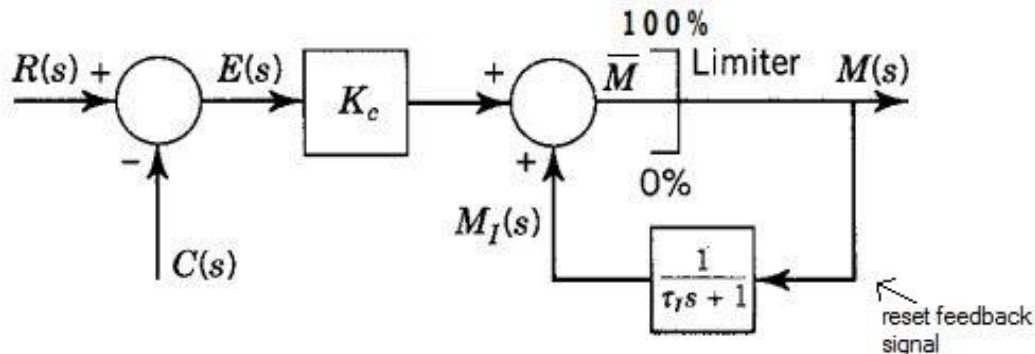 100%
R(s) + E(s) K_c + M̅ Limiter M(s)
− + 0%
C(s) M_I(s)
1
τ_I s + 1
reset feedback
signal